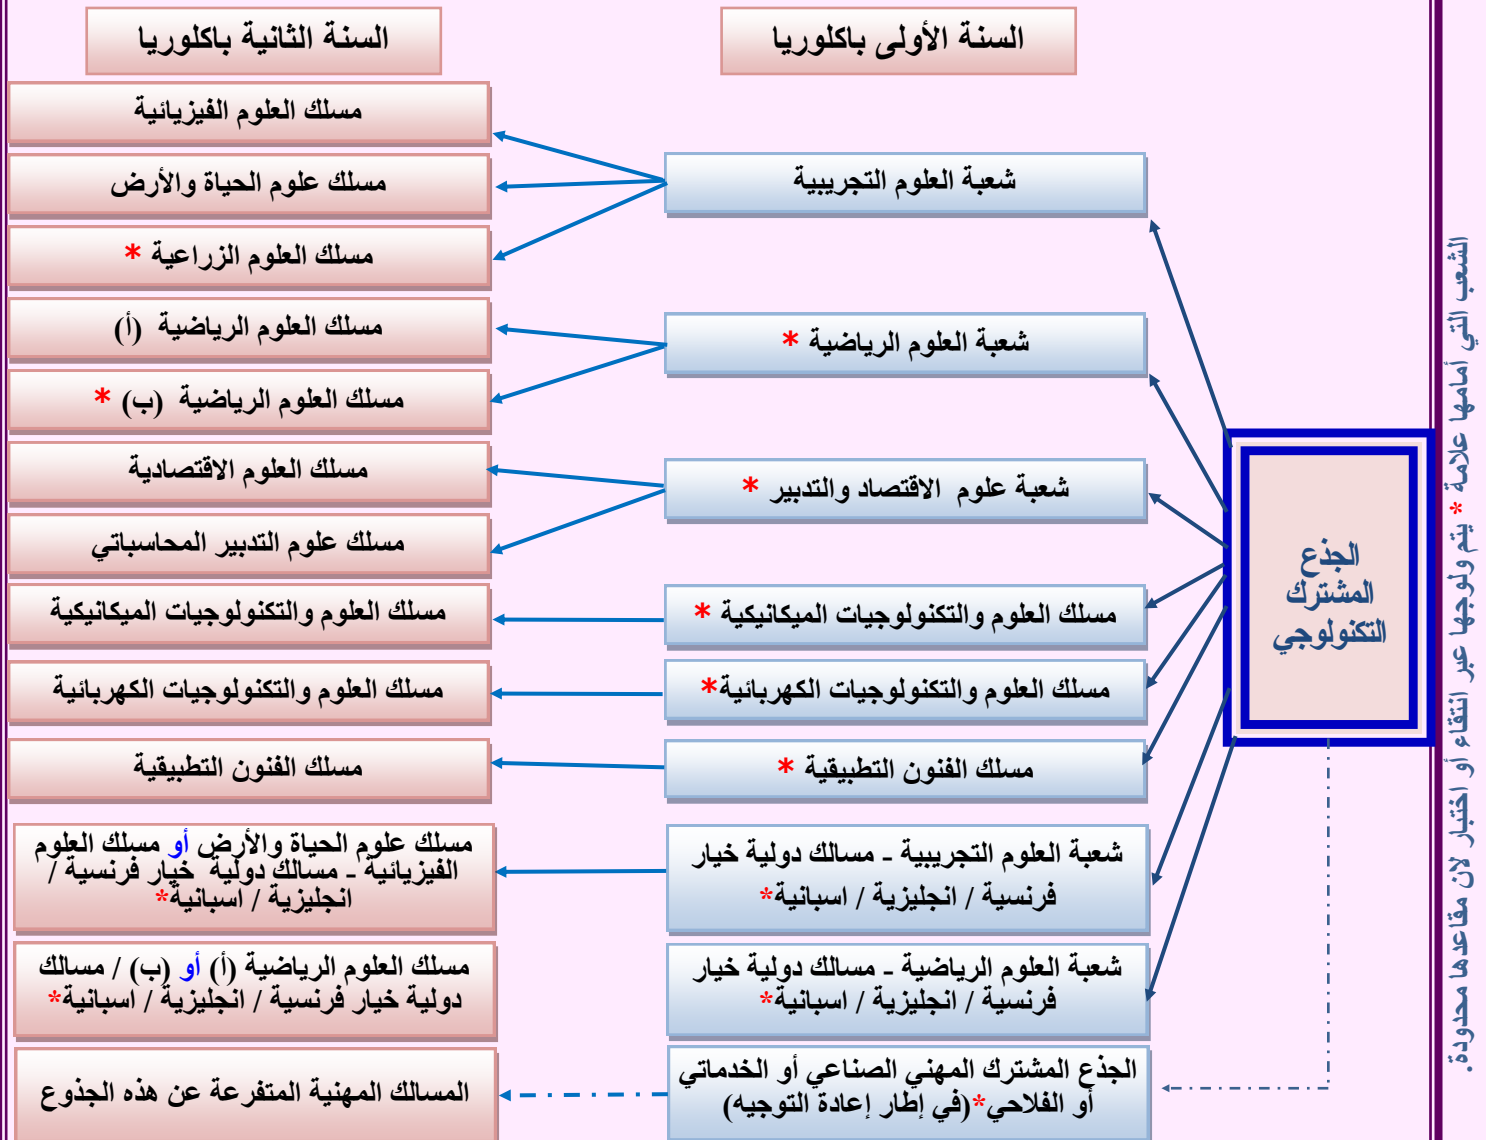 السنة الأولى باكلوريا
السنة الثانية باكلوريا
الجذع
المشترك
التكنولوجي
شعبة العلوم التجريبية
مسلك العلوم الفيزيائية
مسلك علوم الحياة والأرض
مسلك العلوم الزراعية *
شعبة العلوم الرياضية *
مسلك العلوم الرياضية (أ)
مسلك العلوم الرياضية (ب) *
شعبة علوم الاقتصاد والتدبير *
مسلك العلوم الاقتصادية
مسلك علوم التدبير المحاسباتي
مسلك العلوم والتكنولوجيات الميكانيكية *
مسلك العلوم والتكنولوجيات الميكانيكية
مسلك العلوم والتكنولوجيات الكهربائية*
مسلك العلوم والتكنولوجيات الكهربائية
مسلك الفنون التطبيقية *
مسلك الفنون التطبيقية
شعبة العلوم التجريبية - مسالك دولية خيار
فرنسية / انجليزية / اسبانية*
مسلك علوم الحياة والأرض أو مسلك العلوم
الفيزيائية - مسالك دولية خيار فرنسية /
انجليزية / اسبانية*
شعبة العلوم الرياضية - مسالك دولية خيار
فرنسية / انجليزية / اسبانية*
مسلك العلوم الرياضية (أ) أو (ب) / مسالك
دولية خيار فرنسية / انجليزية / اسبانية*
الجذع المشترك المهني الصناعي أو الخدماتي
أو الفلاحي*(في إطار إعادة التوجيه)
المسالك المهنية المتفرعة عن هذه الجذوع
الشعب التي أمامها علامة * يتم ولوجها عبر انتقاء أو اختبار لان مقاعدها محدودة.